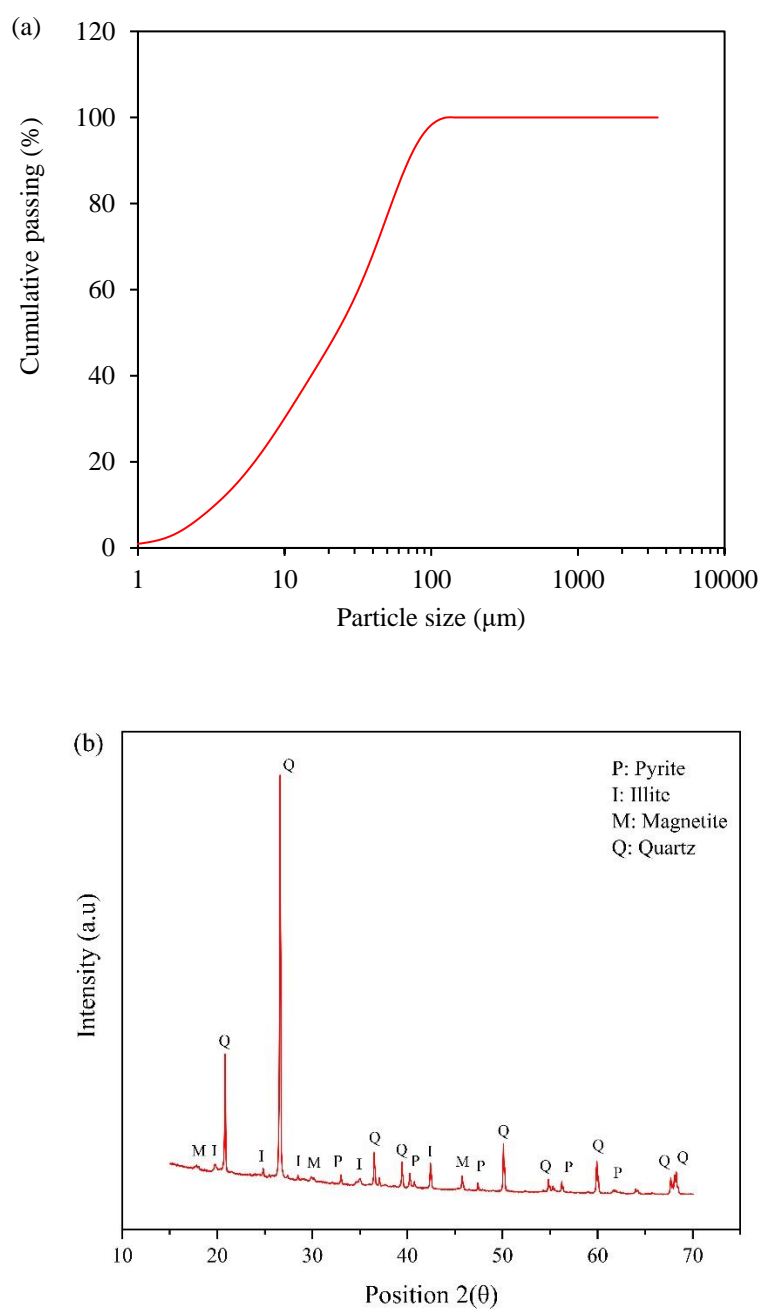 (a)
120
100
80
60
40
20
0
Cumulative passing (%)
1 10 100 1000 10000
Particle size (µm)
(b)
P: Pyrite
I: Illite
M: Magnetite
Q: Quartz
Intensity (a.u)
Q
Q
M I I I M P I Q Q P I M P Q Q P Q P Q Q
10 20 30 40 50 60 70
Position 2(θ)